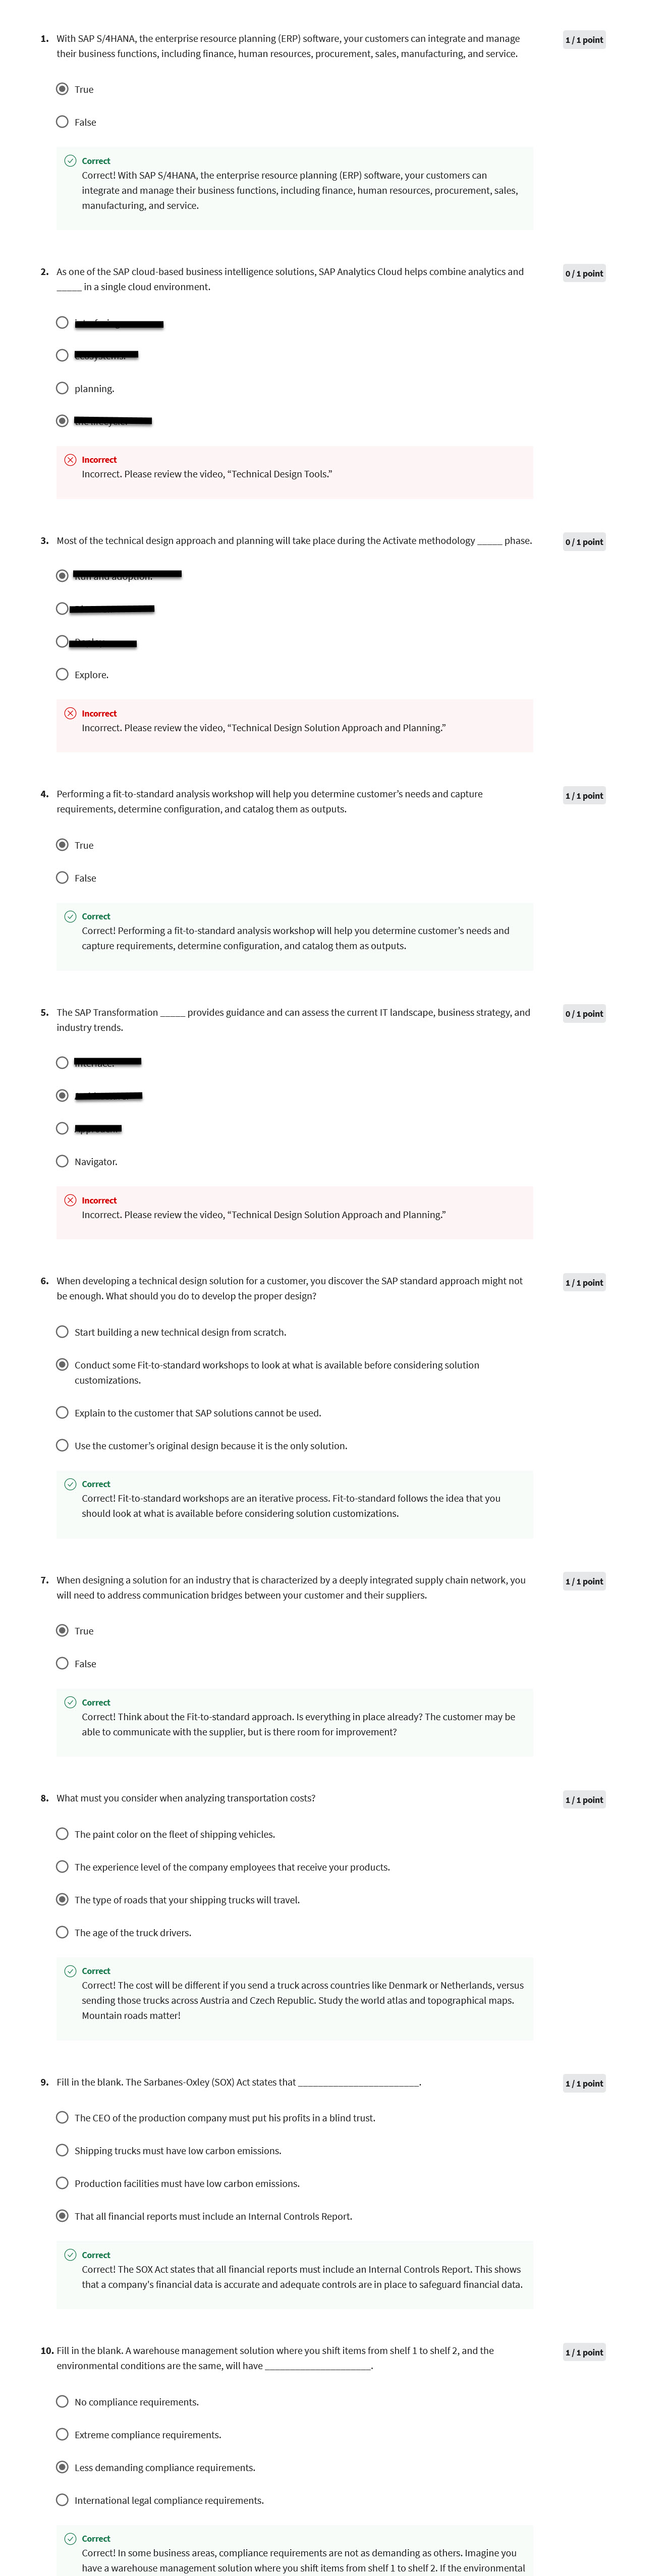 1. With SAP S/4HANA, the enterprise resource planning (ERP) software, your customers can integrate and manage
their business functions, including finance, human resources, procurement, sales, manufacturing, and service.
1 / 1 point
True
False
Correct
Correct! With SAP S/4HANA, the enterprise resource planning (ERP) software, your customers can
integrate and manage their business functions, including finance, human resources, procurement, sales,
manufacturing, and service.
2. As one of the SAP cloud-based business intelligence solutions, SAP Analytics Cloud helps combine analytics and
_____ in a single cloud environment.
0 / 1 point
planning.
Incorrect
Incorrect. Please review the video, “Technical Design Tools.”
3. Most of the technical design approach and planning will take place during the Activate methodology _____ phase.
0 / 1 point
Explore.
Incorrect
Incorrect. Please review the video, “Technical Design Solution Approach and Planning.”
4. Performing a fit-to-standard analysis workshop will help you determine customer’s needs and capture
requirements, determine configuration, and catalog them as outputs.
1 / 1 point
True
False
Correct
Correct! Performing a fit-to-standard analysis workshop will help you determine customer’s needs and
capture requirements, determine configuration, and catalog them as outputs.
5. The SAP Transformation _____ provides guidance and can assess the current IT landscape, business strategy, and
industry trends.
0 / 1 point
Navigator.
Incorrect
Incorrect. Please review the video, “Technical Design Solution Approach and Planning.”
6. When developing a technical design solution for a customer, you discover the SAP standard approach might not
be enough. What should you do to develop the proper design?
1 / 1 point
Start building a new technical design from scratch.
Conduct some Fit-to-standard workshops to look at what is available before considering solution
customizations.
Explain to the customer that SAP solutions cannot be used.
Use the customer’s original design because it is the only solution.
Correct
Correct! Fit-to-standard workshops are an iterative process. Fit-to-standard follows the idea that you
should look at what is available before considering solution customizations.
7. When designing a solution for an industry that is characterized by a deeply integrated supply chain network, you
will need to address communication bridges between your customer and their suppliers.
1 / 1 point
True
False
Correct
Correct! Think about the Fit-to-standard approach. Is everything in place already? The customer may be
able to communicate with the supplier, but is there room for improvement?
8. What must you consider when analyzing transportation costs?
1 / 1 point
The paint color on the fleet of shipping vehicles.
The experience level of the company employees that receive your products.
The type of roads that your shipping trucks will travel.
The age of the truck drivers.
Correct
Correct! The cost will be different if you send a truck across countries like Denmark or Netherlands, versus
sending those trucks across Austria and Czech Republic. Study the world atlas and topographical maps.
Mountain roads matter!
9. Fill in the blank. The Sarbanes-Oxley (SOX) Act states that ________________________.
1 / 1 point
The CEO of the production company must put his profits in a blind trust.
Shipping trucks must have low carbon emissions.
Production facilities must have low carbon emissions.
That all financial reports must include an Internal Controls Report.
Correct
Correct! The SOX Act states that all financial reports must include an Internal Controls Report. This shows
that a company's financial data is accurate and adequate controls are in place to safeguard financial data.
10. Fill in the blank. A warehouse management solution where you shift items from shelf 1 to shelf 2, and the
environmental conditions are the same, will have _____________________.
1 / 1 point
No compliance requirements.
Extreme compliance requirements.
Less demanding compliance requirements.
International legal compliance requirements.
Correct
Correct! In some business areas, compliance requirements are not as demanding as others. Imagine you
have a warehouse management solution where you shift items from shelf 1 to shelf 2. If the environmental